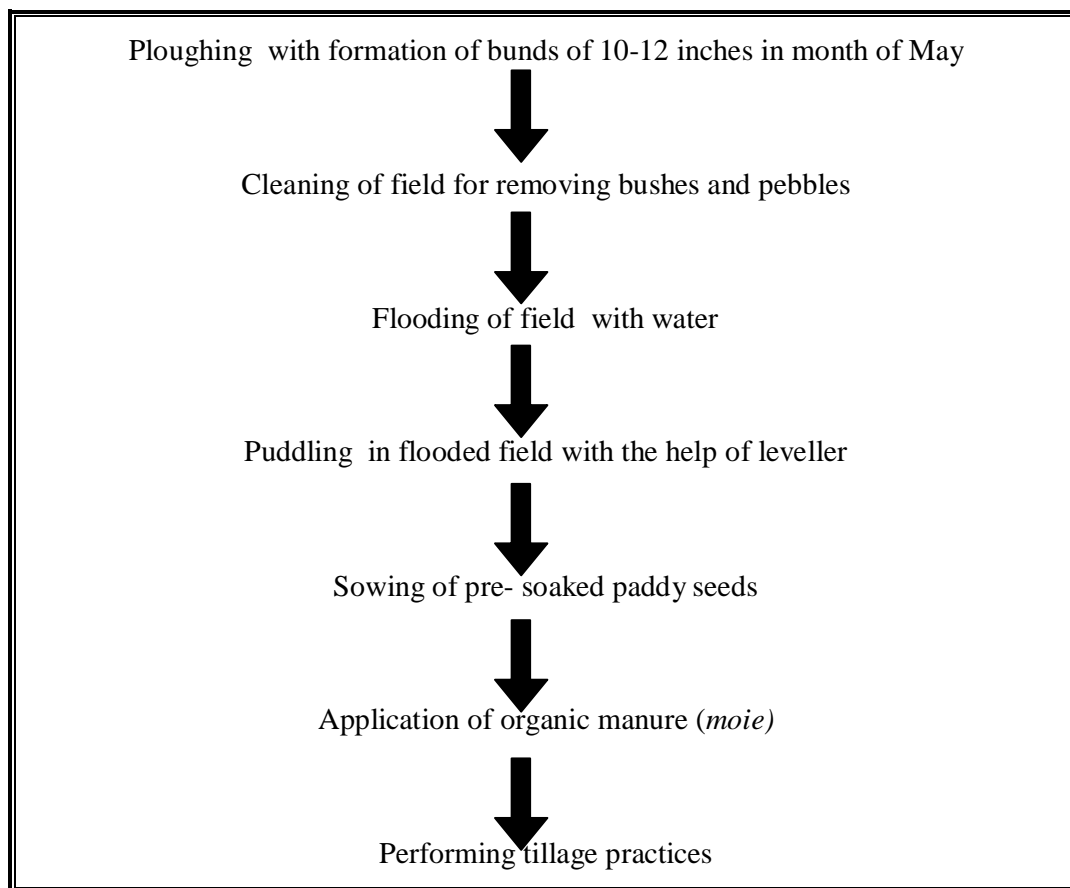 Ploughing with formation of bunds of 10-12 inches in month of May
Cleaning of field for removing bushes and pebbles
Flooding of field with water
Puddling in flooded field with the help of leveller
Sowing of pre- soaked paddy seeds
Application of organic manure (moie)
Performing tillage practices